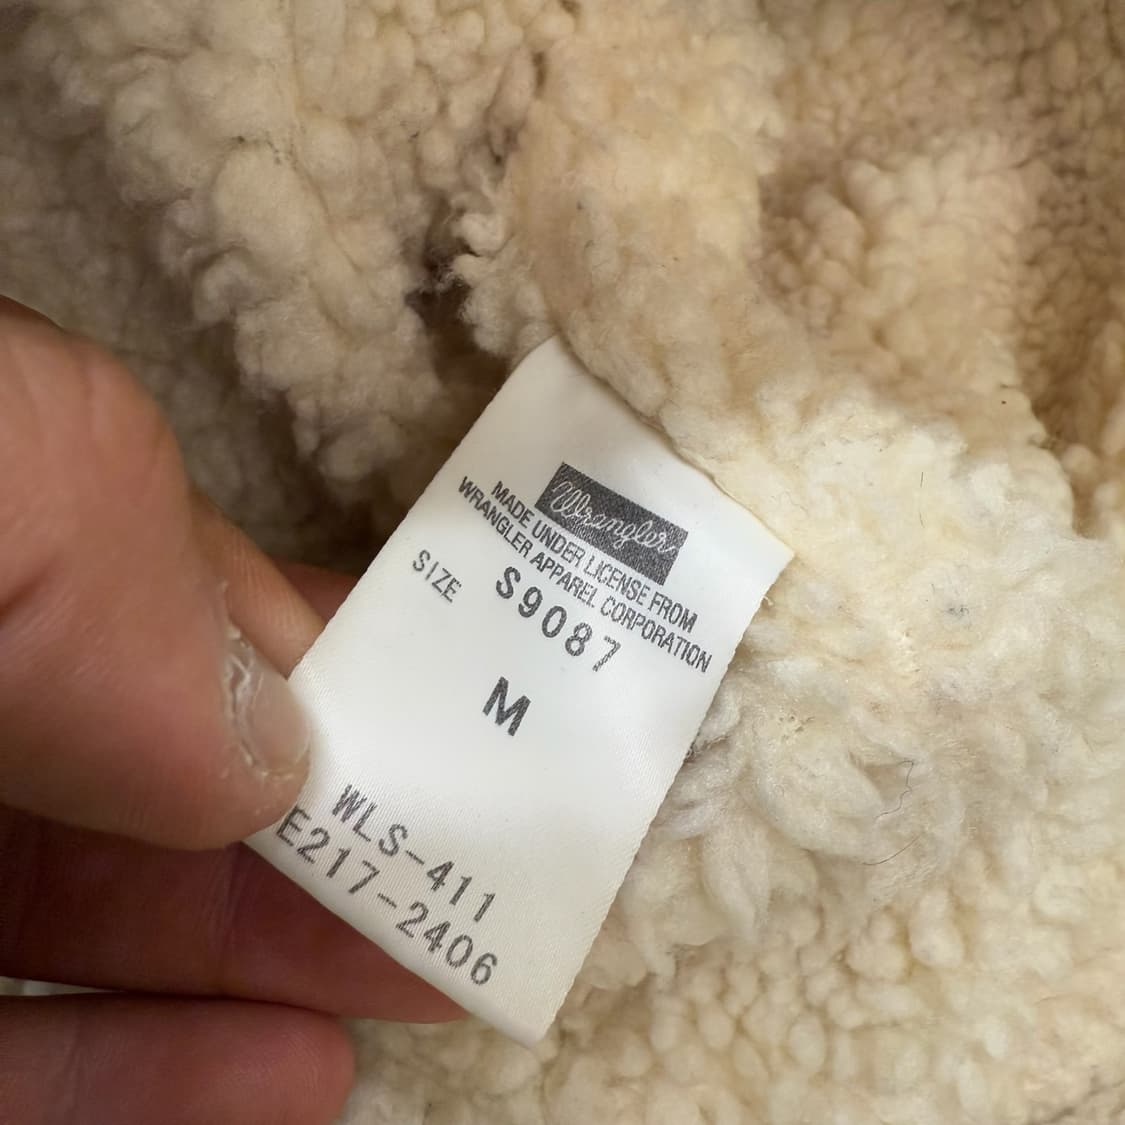 Wrangler
MADE UNDER LICENSE FROM
WRANGLER APPAREL CORPORATION
S9087
SIZE
M
WLS-411
E217-2406